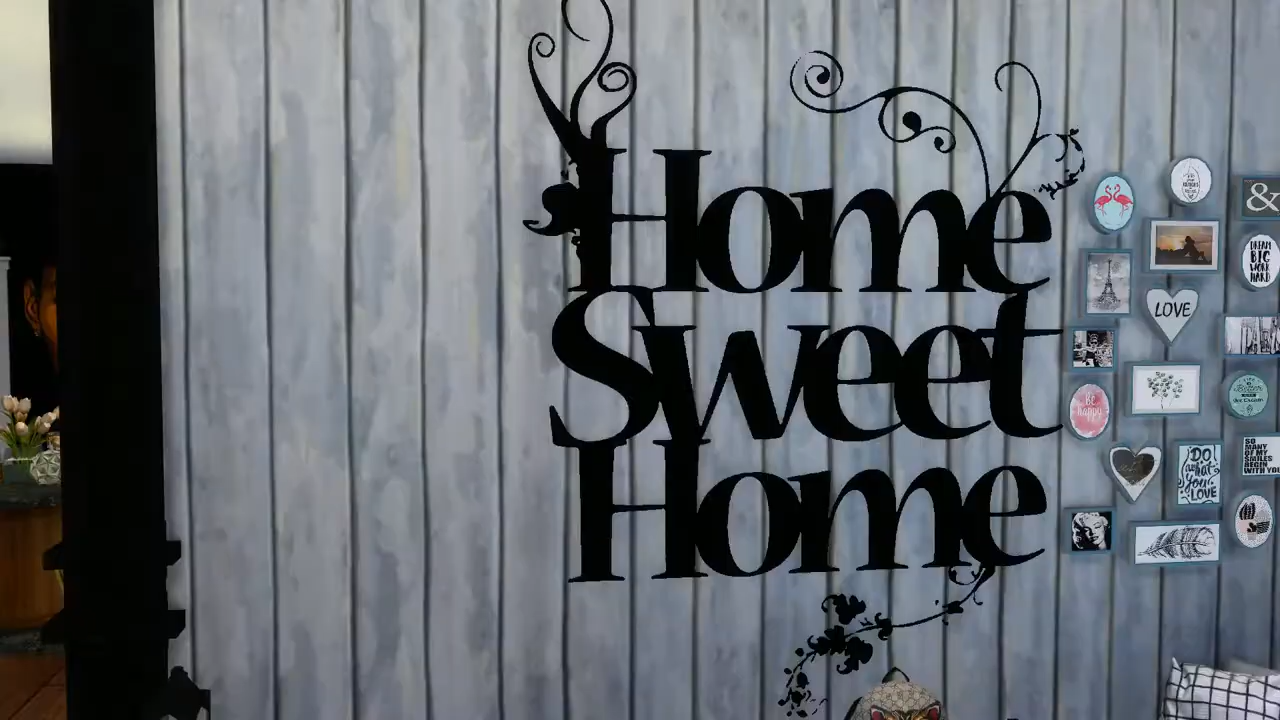 Home
Sweet
Home
&
DREAM
BIG
WORK
HARD
LOVE
Be
happy
DO
what
you
LOVE
SO
MANY
OF MY
SMILES
BEGIN
WITH YOU